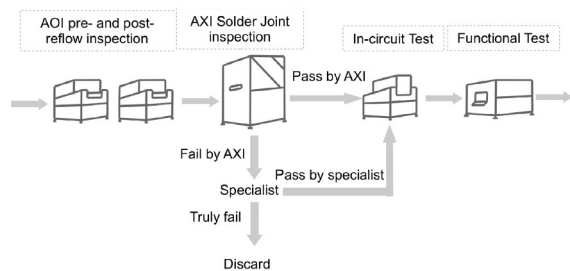 AOI pre- and post-
reflow inspection
AXI Solder Joint
inspection
In-circuit Test
Functional Test
Pass by AXI
Fail by AXI
Pass by specialist
Specialist
Truly fail
Discard